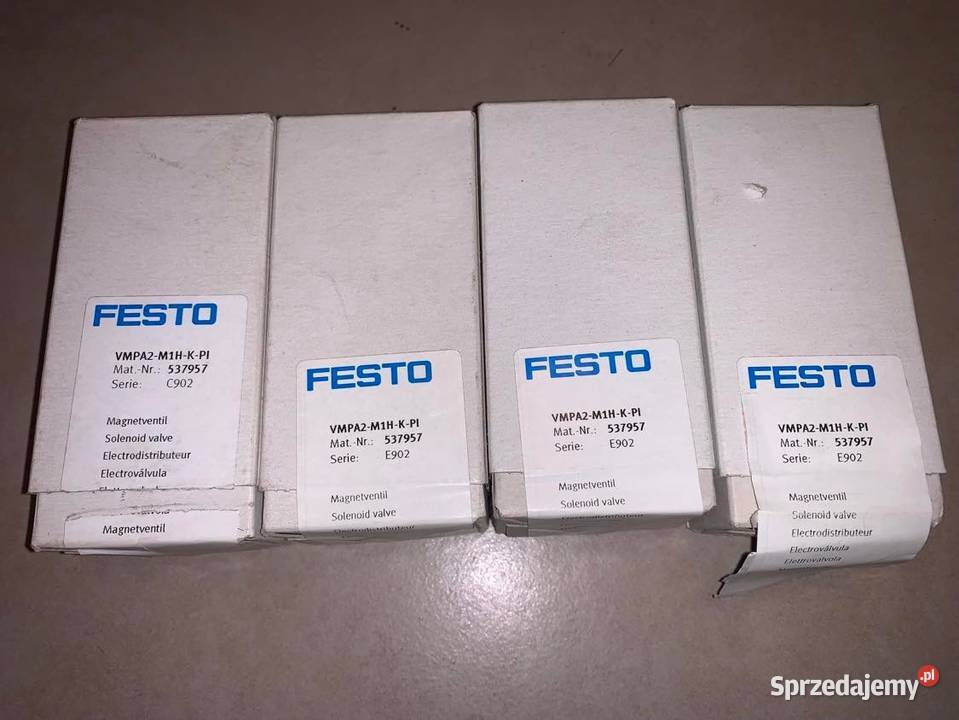 FESTO
VMPA2-M1H-K-PI
Mat.-Nr.: 537957
Serie: C902
Magnetventil
Solenoid valve
Electrodistributeur
Electroválvula
Magnetventil
FESTO
VMPA2-M1H-K-PI
Mat.-Nr.: 537957
Serie: E902
Magnetventil
Solenoid valve
Electrodistributeur
FESTO
VMPA2-M1H-K-PI
Mat.-Nr.: 537957
Serie: E902
Magnetventil
Solenoid valve
Electrodistributeur
FESTO
VMPA2-M1H-K-PI
Mat.-Nr.: 537957
Serie: E902
Magnetventil
Solenoid valve
Electrodistributeur
Electroválvula
Elettrovalvola
Sprzedajemy.pl